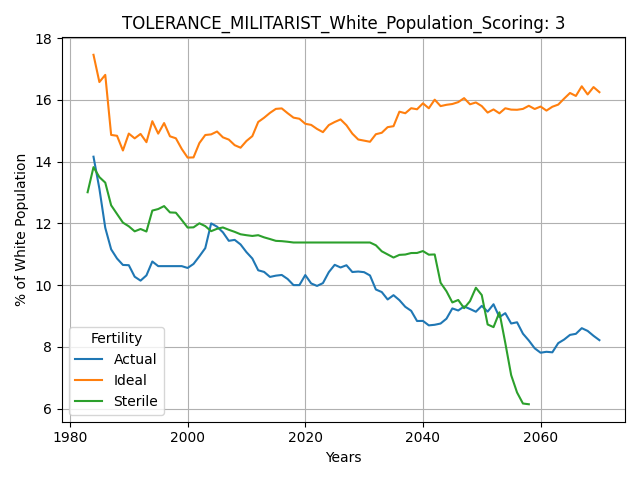 TOLERANCE_MILITARIST_White_Population_Scoring: 3
18
16
14
12
10
8
6
% of White Population
Fertility
Actual
Ideal
Sterile
1980 2000 2020 2040 2060
Years